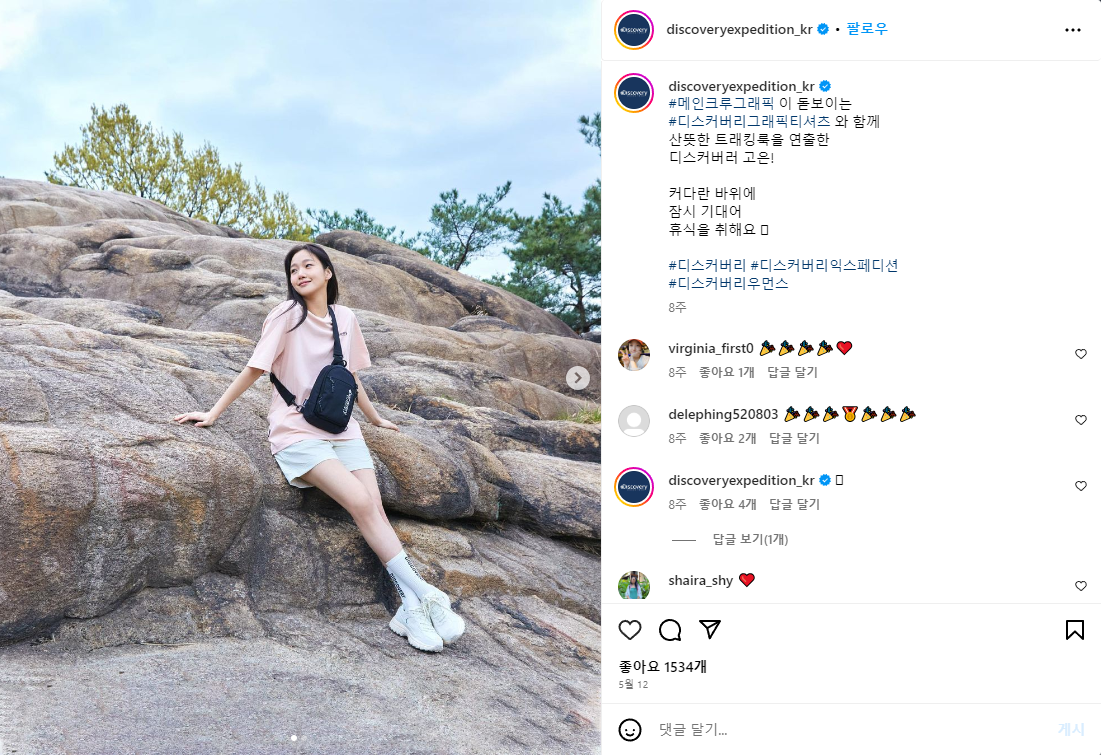 discoveryexpedition_kr • 팔로우
discoveryexpedition_kr
#메인크루그래픽 이 돋보이는
#디스커버리그래픽티셔츠 와 함께
산뜻한 트래킹룩을 연출한
디스커버러 고은!
커다란 바위에
잠시 기대어
휴식을 취해요
#디스커버리 #디스커버리익스페디션
#디스커버리우먼스
8주
virginia_first0
8주 좋아요 1개 답글 달기
delephing520803
8주 좋아요 2개 답글 달기
discoveryexpedition_kr
8주 좋아요 4개 답글 달기
답글 보기(1개)
shaira_shy
좋아요 1534개
5월 12
댓글 달기...
게시